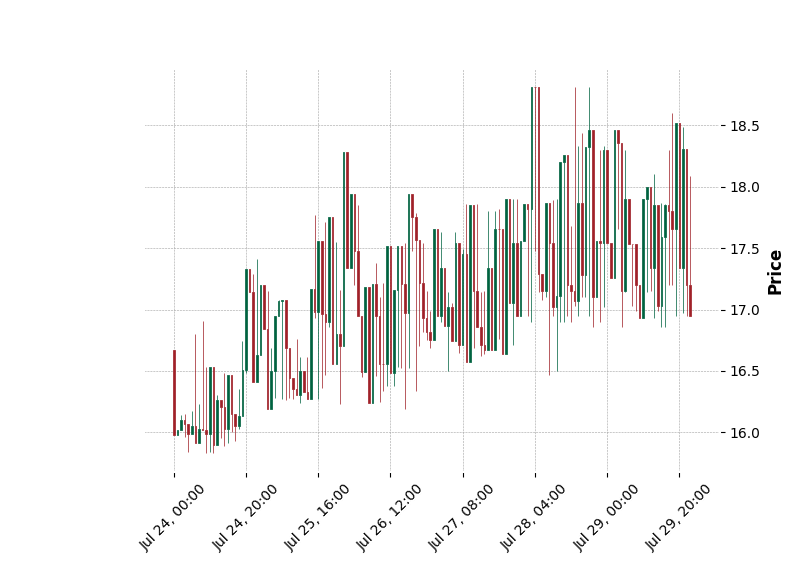 18.5
18.0
17.5
17.0
16.5
16.0
Price
Jul 24, 00:00
Jul 24, 20:00
Jul 25, 16:00
Jul 26, 12:00
Jul 27, 08:00
Jul 28, 04:00
Jul 29, 00:00
Jul 29, 20:00